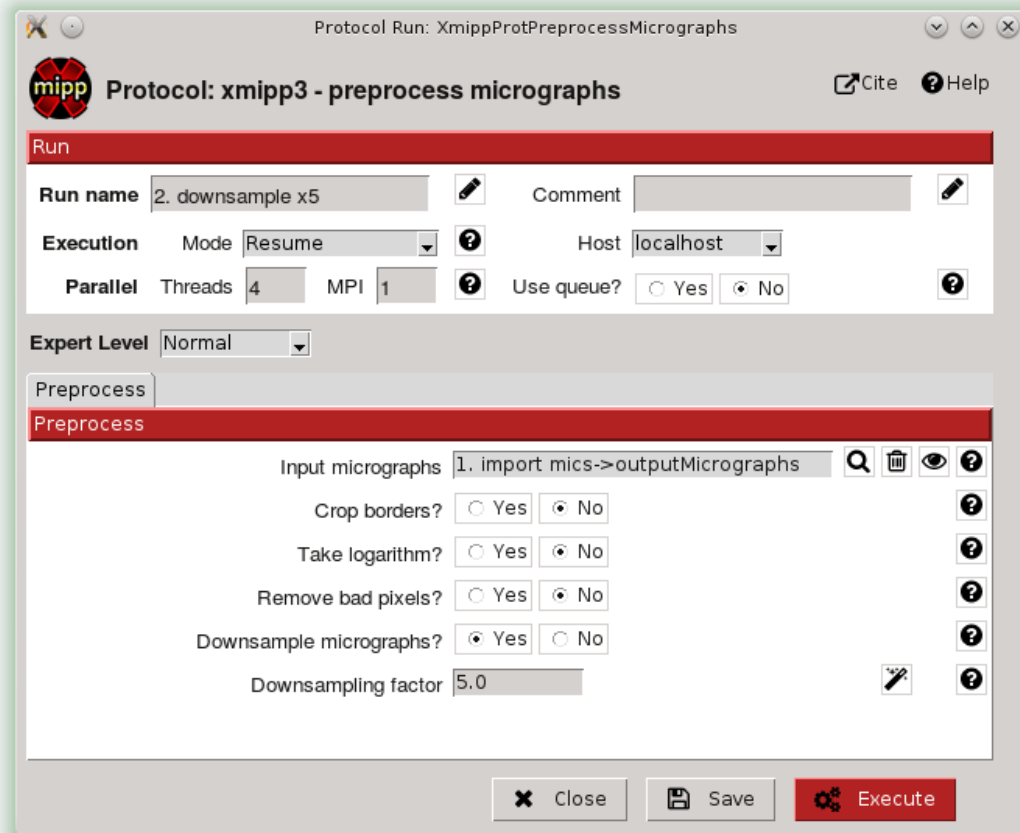 Protocol Run: XmippProtPreprocessMicrographs
mipp Protocol: xmipp3 - preprocess micrographs Cite Help
Run
Run name 2. downsample x5 Comment
Execution Mode Resume Host localhost
Parallel Threads 4 MPI 1 Use queue? Yes No
Expert Level Normal
Preprocess
Preprocess
Input micrographs 1. import mics->outputMicrographs
Crop borders? Yes No
Take logarithm? Yes No
Remove bad pixels? Yes No
Downsample micrographs? Yes No
Downsampling factor 5.0
Close Save Execute